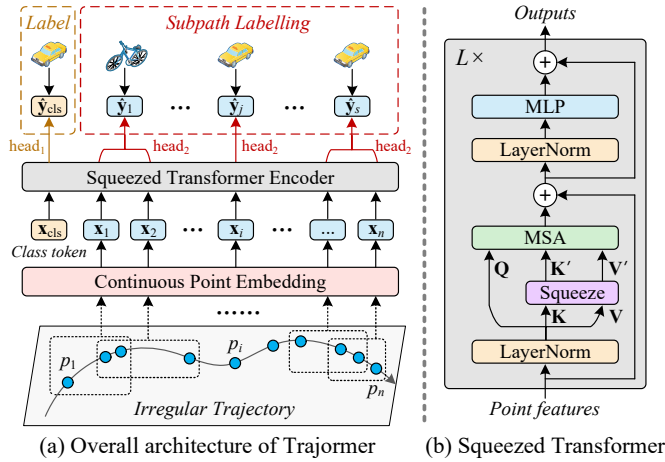 Label
Subpath Labelling
ŷcls
ŷ1
...
ŷj
...
ŷs
head1
head2
head2
head2
Squeezed Transformer Encoder
xcls
x1
x2
...
xi
...
...
xn
Class token
Continuous Point Embedding
......
p1
pi
pn
Irregular Trajectory
(a) Overall architecture of Trajormer
Outputs
L ×
+
MLP
LayerNorm
+
MSA
Q
K′
V′
Squeeze
K
V
LayerNorm
Point features
(b) Squeezed Transformer